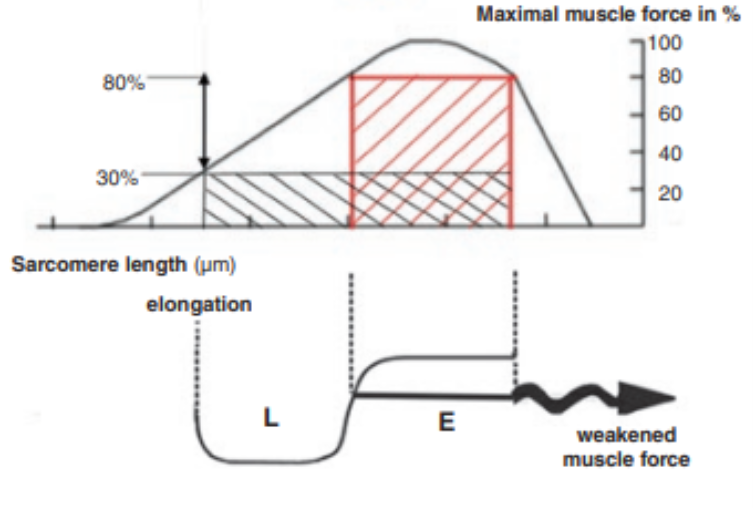 Maximal muscle force in %
100
80%
80
60
40
30%
20
Sarcomere length (µm)
elongation
L
E
weakened
muscle force